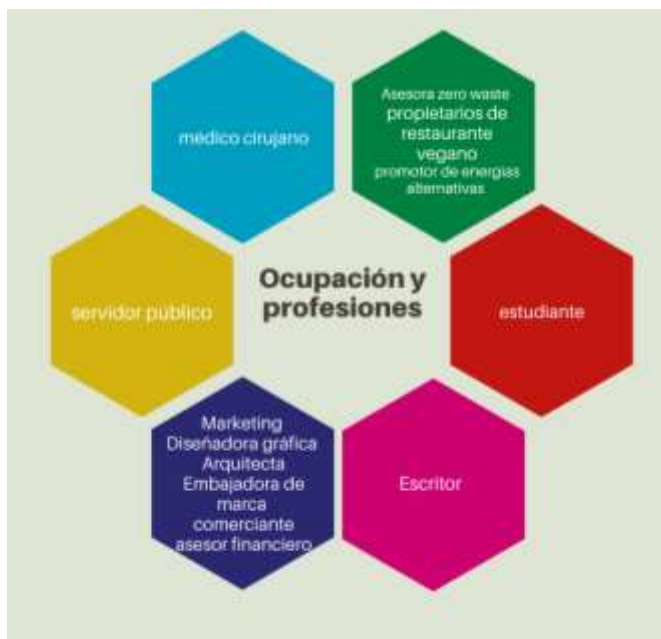 médico cirujano
Asesora zero waste
propietarios de
restaurante
vegano
promotor de energías
alternativas
servidor público
Ocupación y
profesiones
estudiante
Marketing
Diseñadora gráfica
Arquitecta
Embajadora de
marca
comerciante
asesor financiero
Escritor